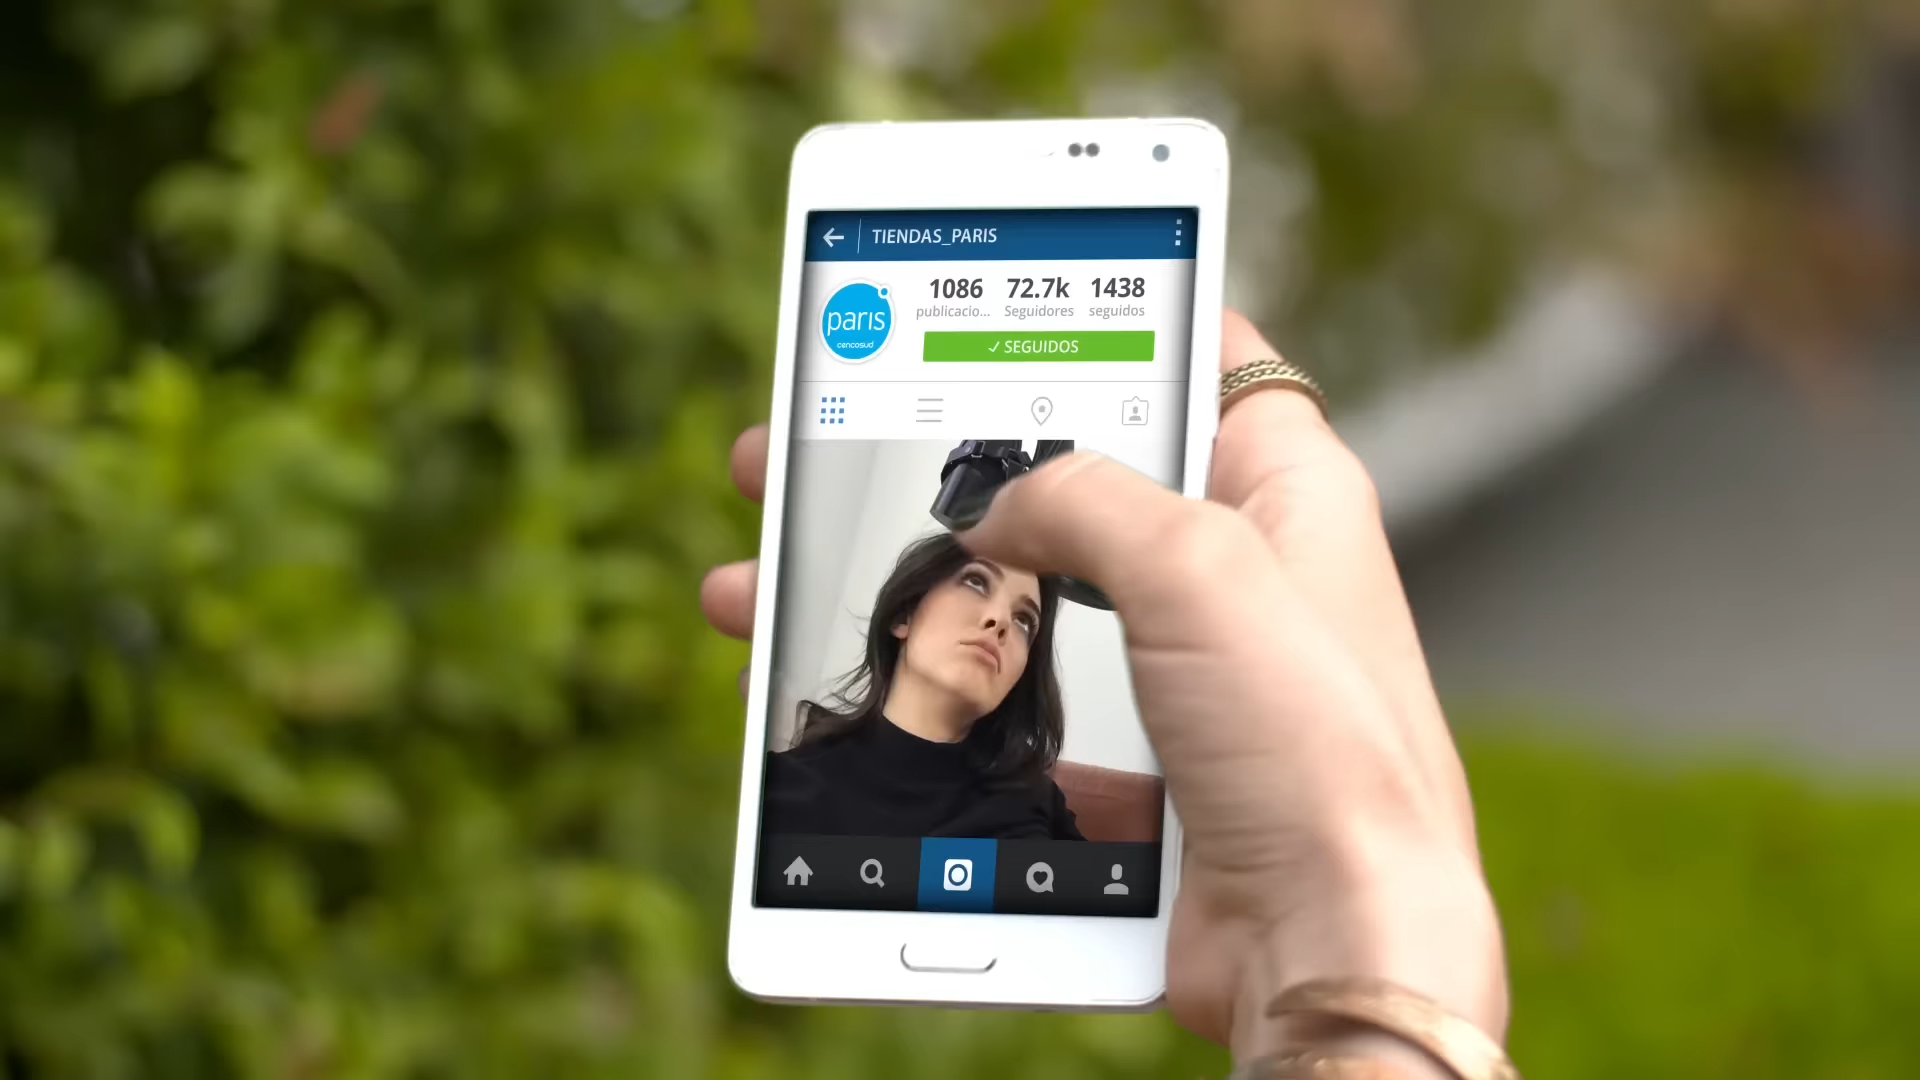 TIENDAS_PARIS
1086 72.7k 1438
publicacio... Seguidores seguidos
paris
cencosud
✓ SEGUIDOS